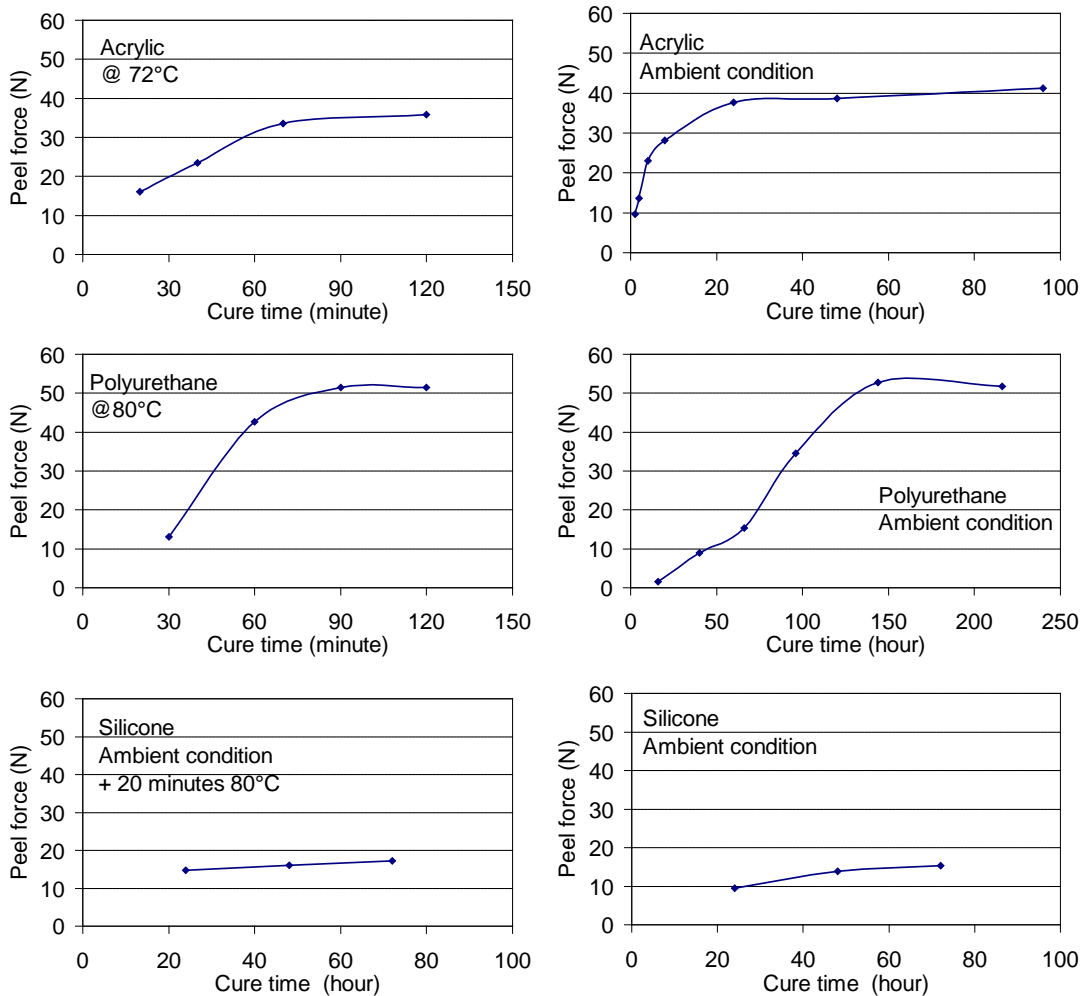 60
50
40
30
20
10
0
Peel force (N)
Acrylic
@ 72°C
0 30 60 90 120 150
Cure time (minute)
60
50
40
30
20
10
0
Peel force (N)
Acrylic
Ambient condition
0 20 40 60 80 100
Cure time (hour)
60
50
40
30
20
10
0
Peel force (N)
Polyurethane
@80°C
0 30 60 90 120 150
Cure time (minute)
60
50
40
30
20
10
0
Peel force (N)
Polyurethane
Ambient condition
0 50 100 150 200 250
Cure time (hour)
60
50
40
30
20
10
0
Peel force (N)
Silicone
Ambient condition
+ 20 minutes 80°C
0 20 40 60 80 100
Cure time (hour)
60
50
40
30
20
10
0
Peel force (N)
Silicone
Ambient condition
0 20 40 60 80 100
Cure time (hour)